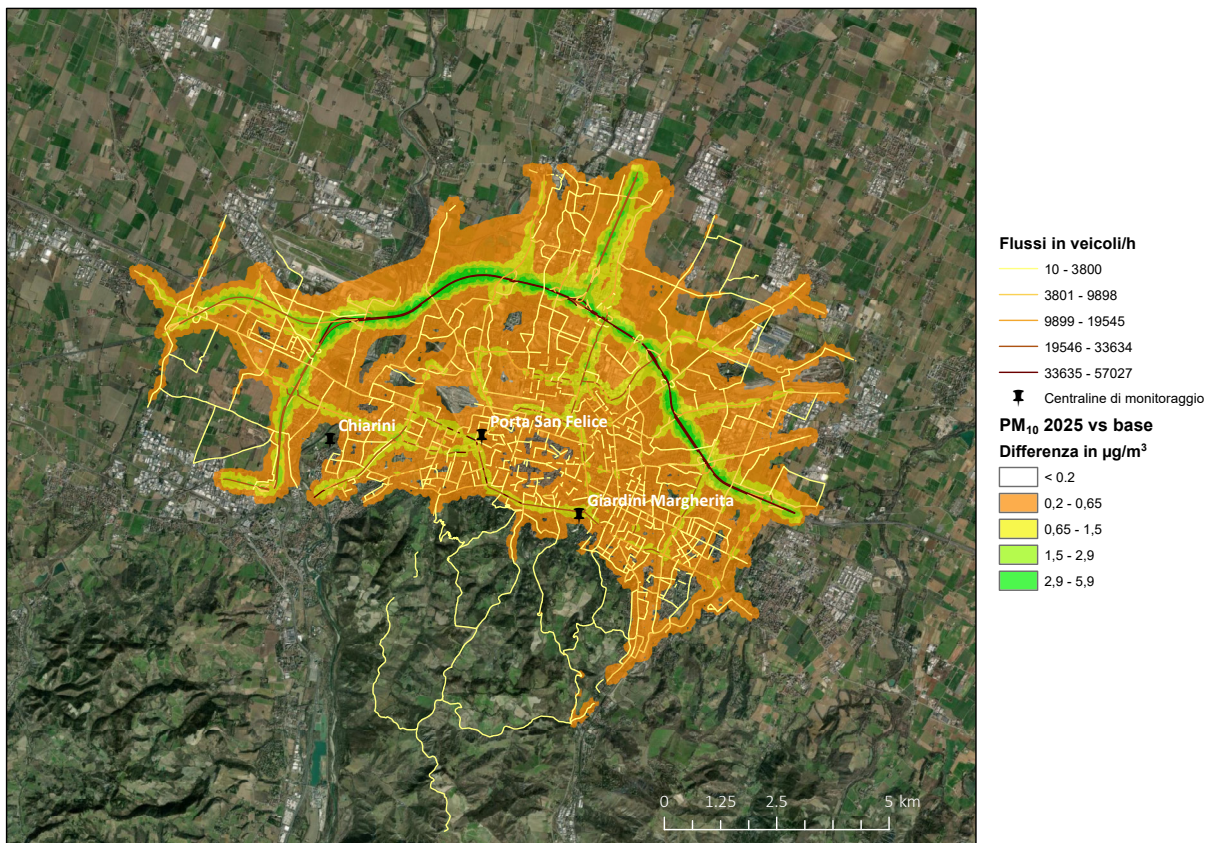 Chiarini
Porta San Felice
Giardini Margherita
0 1.25 2.5 5 km
Flussi in veicoli/h
10 - 3800
3801 - 9898
9899 - 19545
19546 - 33634
33635 - 57027
Centraline di monitoraggio
PM₁₀ 2025 vs base
Differenza in µg/m³
< 0.2
0,2 - 0,65
0,65 - 1,5
1,5 - 2,9
2,9 - 5,9